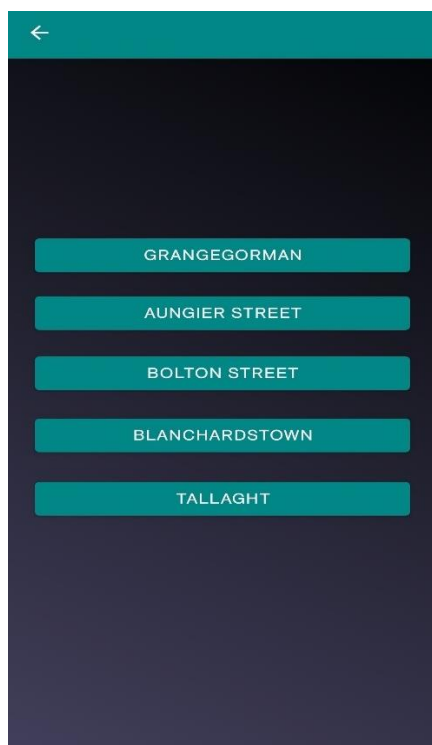 GRANGEGORMAN
AUNGIER STREET
BOLTON STREET
BLANCHARDSTOWN
TALLAGHT